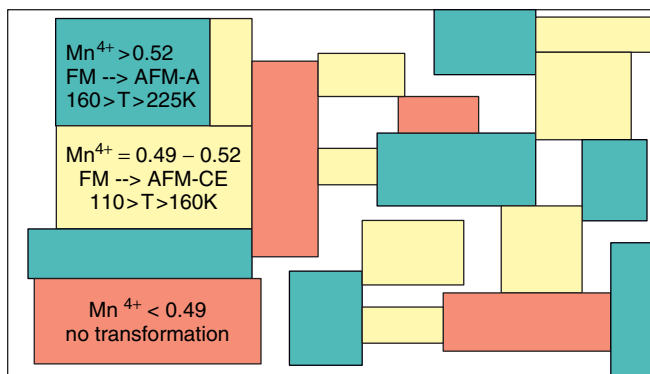 Mn⁴⁺ > 0.52
FM --> AFM-A
160 > T > 225K
Mn⁴⁺ = 0.49 – 0.52
FM --> AFM-CE
110 > T > 160K
Mn ⁴⁺ < 0.49
no transformation